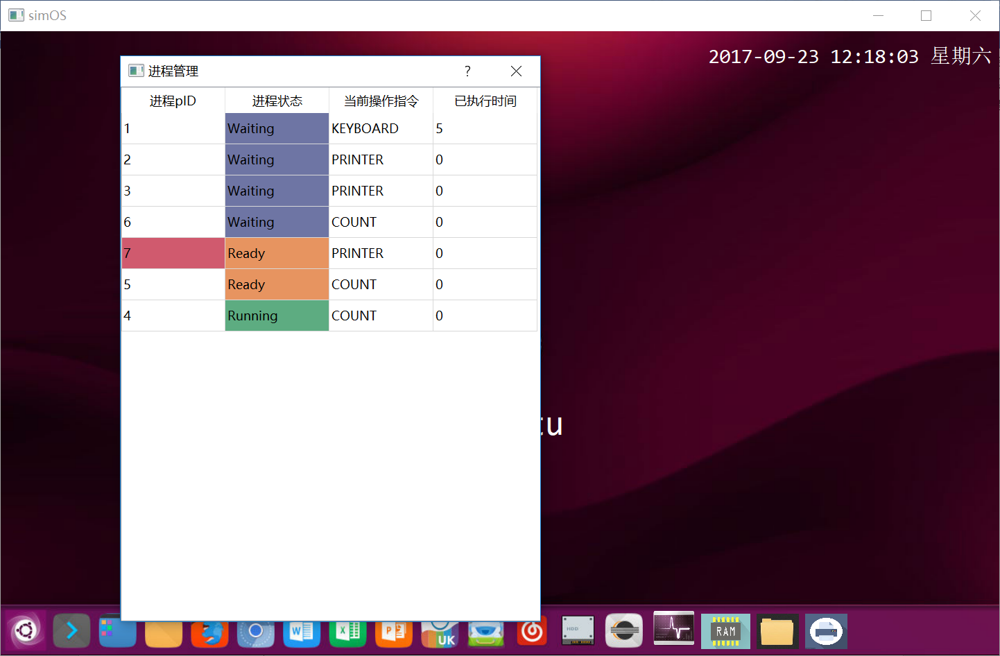 simOS
2017-09-23 12:18:03 星期六
进程管理 ?
进程pID 进程状态 当前操作指令 已执行时间
1 Waiting KEYBOARD 5
2 Waiting PRINTER 0
3 Waiting PRINTER 0
6 Waiting COUNT 0
7 Ready PRINTER 0
5 Ready COUNT 0
4 Running COUNT 0
tu
W X P UK HDD RAM